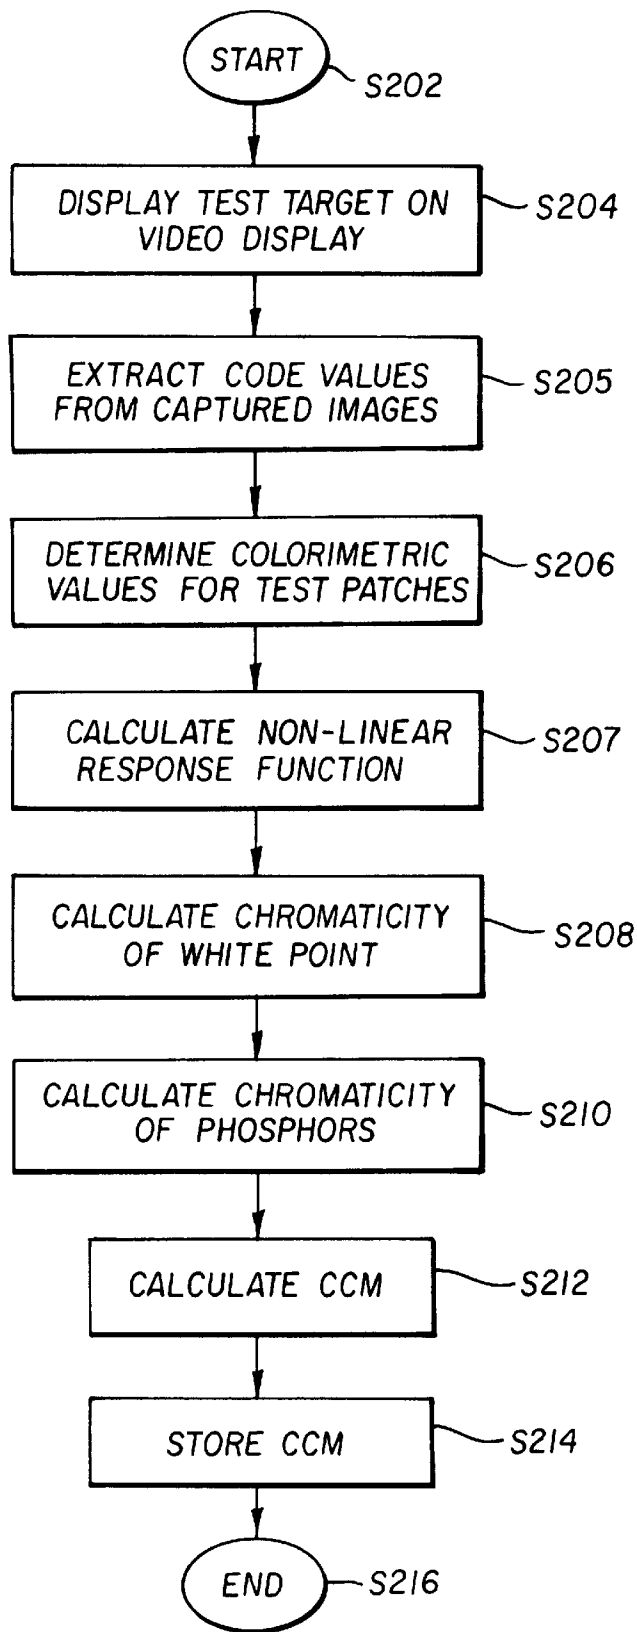 START
S202
DISPLAY TEST TARGET ON
VIDEO DISPLAY
S204
EXTRACT CODE VALUES
FROM CAPTURED IMAGES
S205
DETERMINE COLORIMETRIC
VALUES FOR TEST PATCHES
S206
CALCULATE NON-LINEAR
RESPONSE FUNCTION
S207
CALCULATE CHROMATICITY
OF WHITE POINT
S208
CALCULATE CHROMATICITY
OF PHOSPHORS
S210
CALCULATE CCM
S212
STORE CCM
S214
END
S216